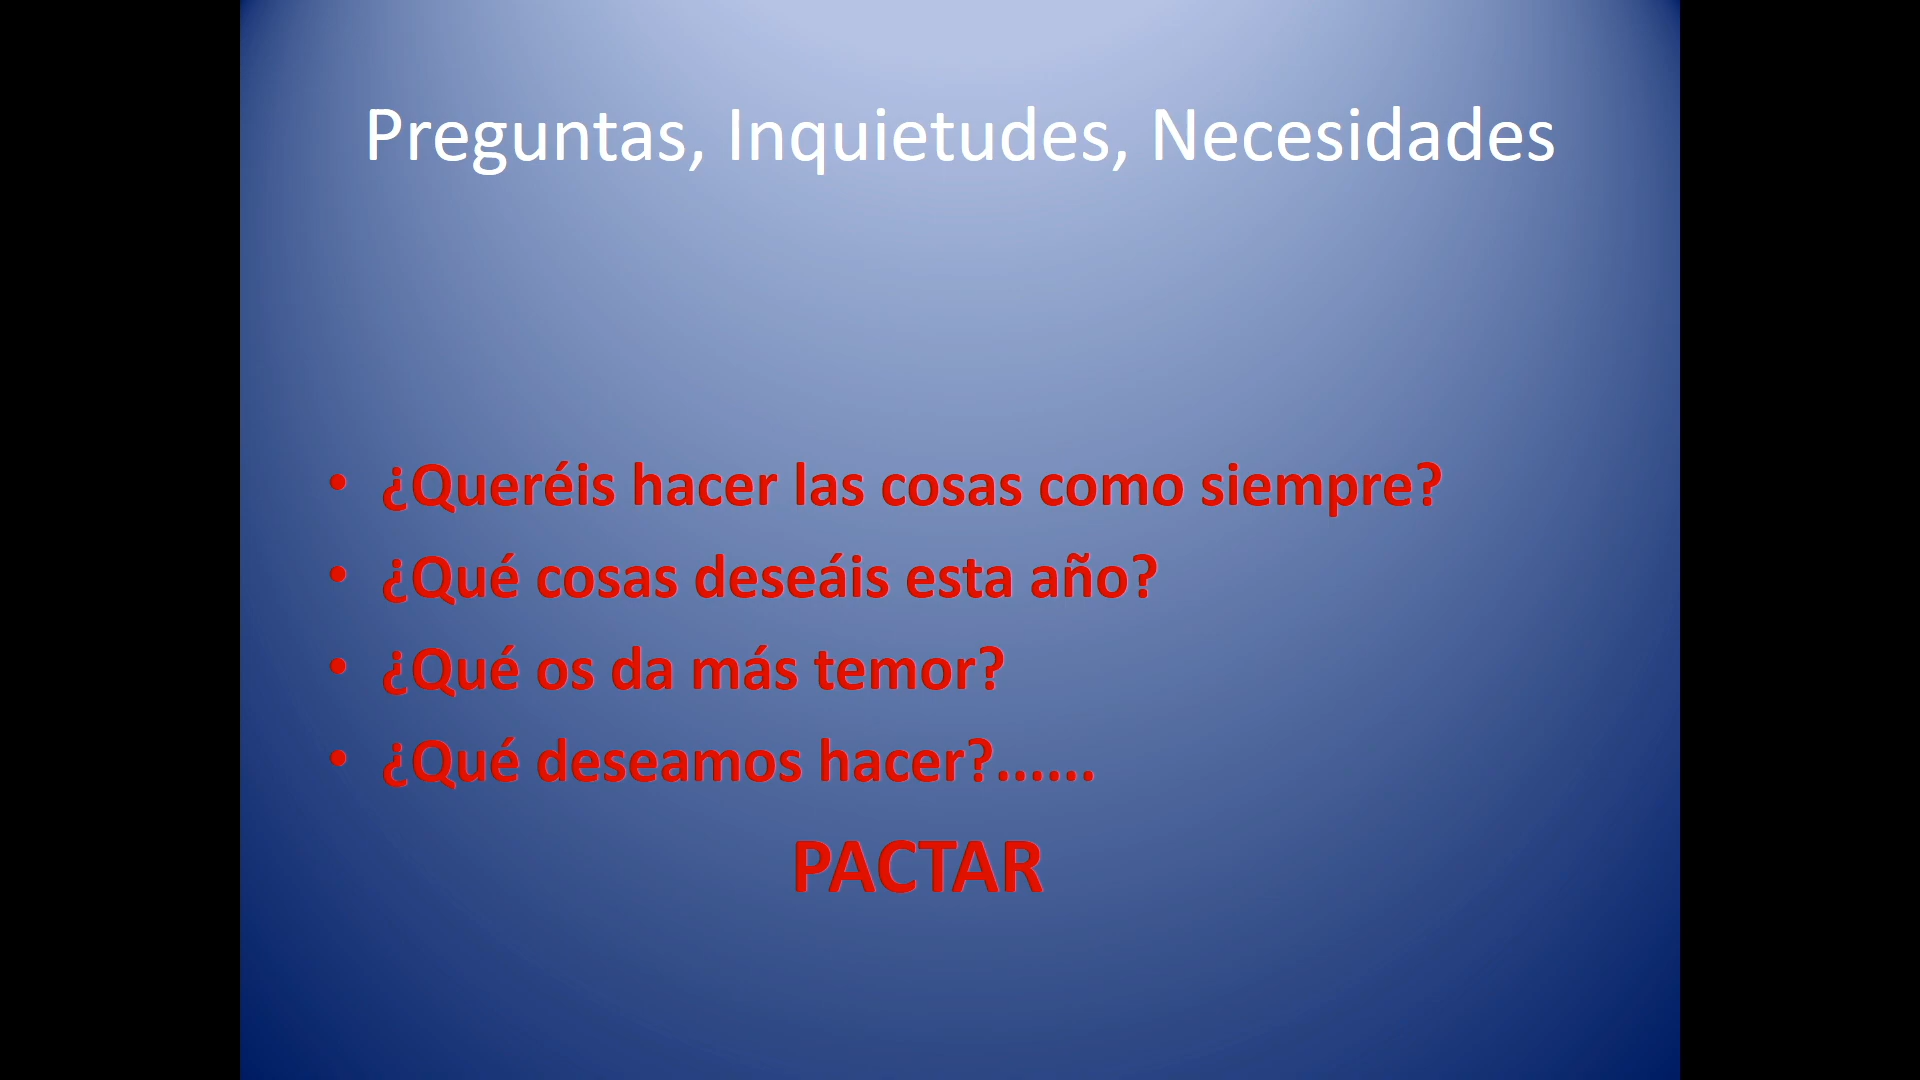 Preguntas, Inquietudes, Necesidades
• ¿Queréis hacer las cosas como siempre?
• ¿Qué cosas deseáis esta año?
• ¿Qué os da más temor?
• ¿Qué deseamos hacer?......
PACTAR